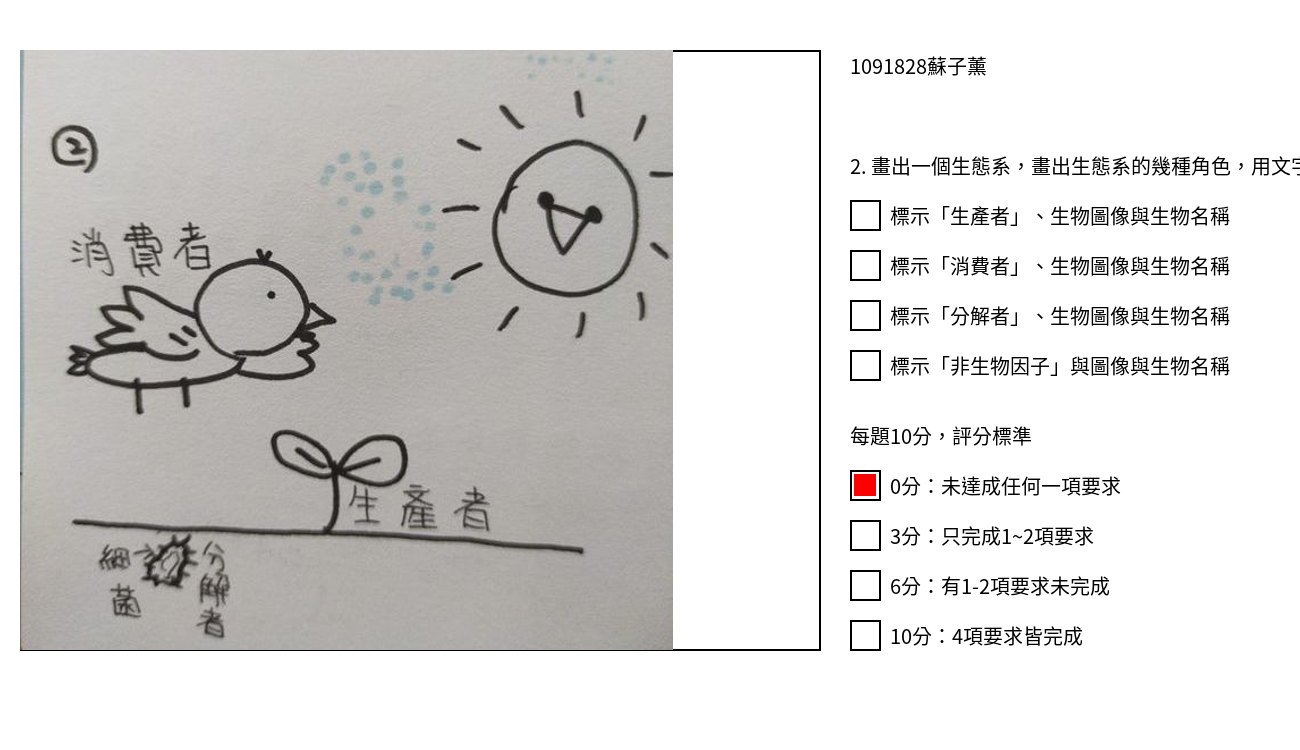 ②
消費者
生產者
細菌
分解者
1091828蘇子薰
2. 畫出一個生態系，畫出生態系的幾種角色，用文字
標示「生產者」、生物圖像與生物名稱
標示「消費者」、生物圖像與生物名稱
標示「分解者」、生物圖像與生物名稱
標示「非生物因子」與圖像與生物名稱
每題10分，評分標準
0分：未達成任何一項要求
3分：只完成1~2項要求
6分：有1-2項要求未完成
10分：4項要求皆完成